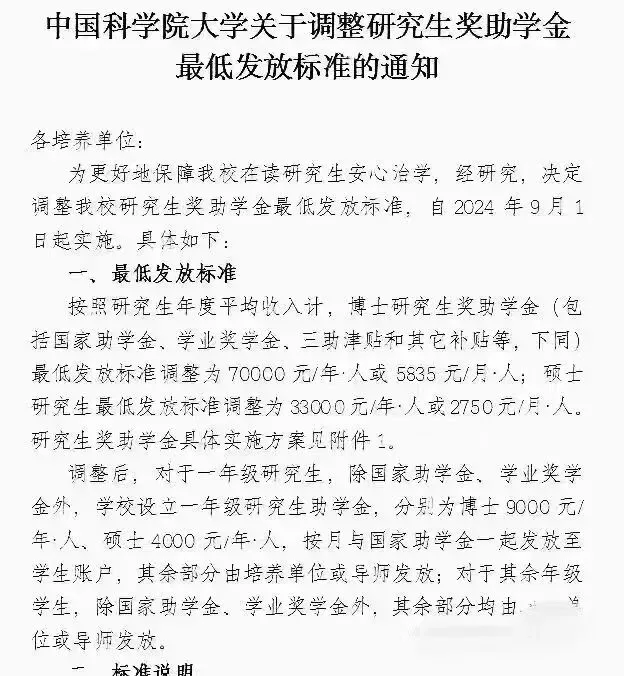 中国科学院大学关于调整研究生奖助学金
最低发放标准的通知
各培养单位：
为更好地保障我校在读研究生安心治学，经研究，决定
调整我校研究生奖助学金最低发放标准，自 2024 年 9 月 1
日起实施。具体如下：
一、最低发放标准
按照研究生年度平均收入计，博士研究生奖助学金（包
括国家助学金、学业奖学金、三助津贴和其它补贴等，下同）
最低发放标准调整为 70000 元/年·人或 5835 元/月·人；硕士
研究生最低发放标准调整为 33000 元/年·人或 2750 元/月·人。
研究生奖助学金具体实施方案见附件 1。
调整后，对于一年级研究生，除国家助学金、学业奖学
金外，学校设立一年级研究生助学金，分别为博士 9000 元/
年·人、硕士 4000 元/年·人，按月与国家助学金一起发放至
学生账户，其余部分由培养单位或导师发放；对于其余年级
学生，除国家助学金、学业奖学金外，其余部分均由
位或导师发放。
二、标准说明